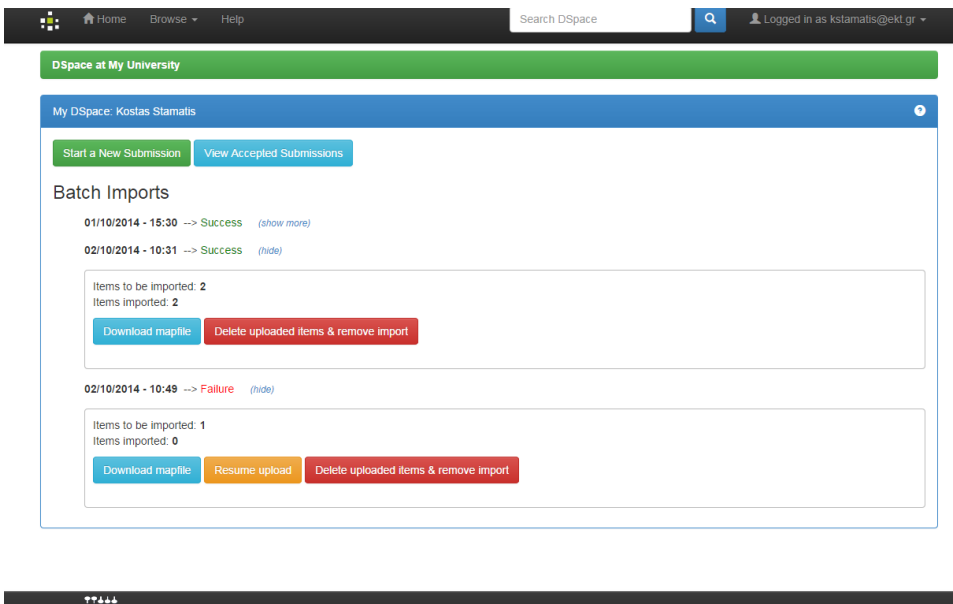 Home Browse Help Search DSpace Logged in as kstamatis@ekt.gr
DSpace at My University
My DSpace: Kostas Stamatis
Start a New Submission View Accepted Submissions
Batch Imports
01/10/2014 - 15:30 --> Success (show more)
02/10/2014 - 10:31 --> Success (hide)
Items to be imported: 2
Items imported: 2
Download mapfile Delete uploaded items & remove import
02/10/2014 - 10:49 --> Failure (hide)
Items to be imported: 1
Items imported: 0
Download mapfile Resume upload Delete uploaded items & remove import